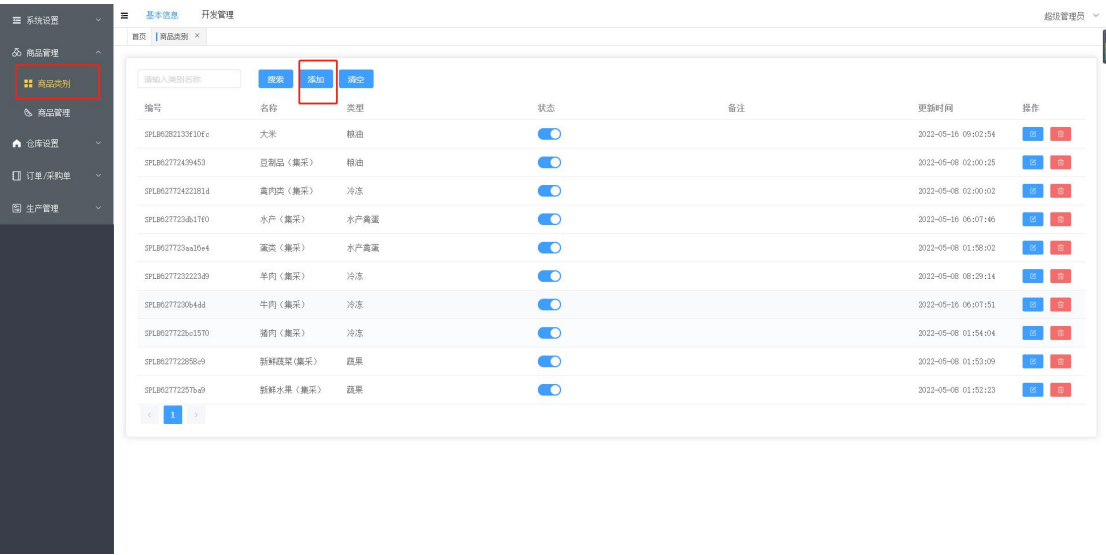 系统设置
商品管理
商品类别
商品管理
仓库设置
订单/采购单
生产管理
基本信息 开发管理 超级管理员
首页 商品类别 ×
请输入类别名称 搜索 添加 清空
编号 名称 类型 状态 备注 更新时间 操作
SPLB6282133f10fc 大米 粮油 2022-05-16 09:02:54
SPLB62772439453 豆制品（集采） 粮油 2022-05-08 02:00:25
SPLB62772422181d 禽肉类（集采） 冷冻 2022-05-08 02:00:02
SPLB627723db17f0 水产（集采） 水产禽蛋 2022-05-16 06:07:46
SPLB627723aa16e4 蛋类（集采） 水产禽蛋 2022-05-08 01:58:02
SPLB6277232223d9 羊肉（集采） 冷冻 2022-05-08 08:29:14
SPLB6277230b4dd 牛肉（集采） 冷冻 2022-05-16 06:07:51
SPLB627722bc1570 猪肉（集采） 冷冻 2022-05-08 01:54:04
SPLB627722858c9 新鲜蔬菜(集采） 蔬果 2022-05-08 01:53:09
SPLB62772257ba9 新鲜水果（集采） 蔬果 2022-05-08 01:52:23
1